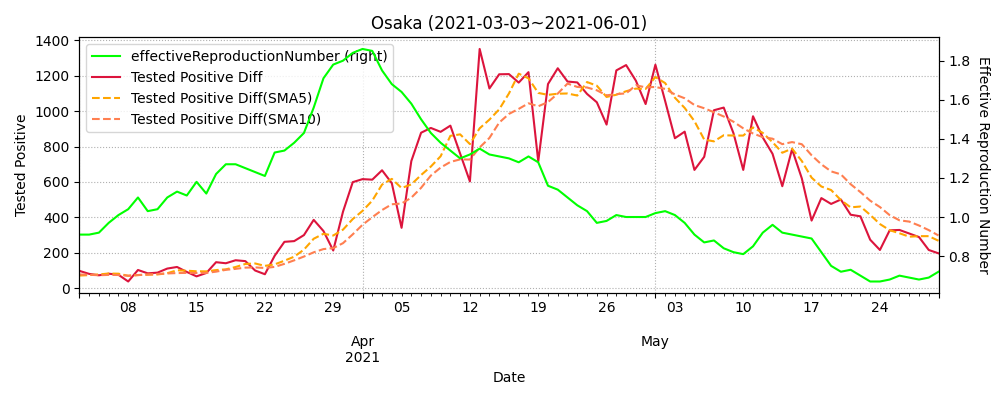 Osaka (2021-03-03~2021-06-01)
effectiveReproductionNumber (right)
Tested Positive Diff
Tested Positive Diff(SMA5)
Tested Positive Diff(SMA10)
Tested Positive
1400
1200
1000
800
600
400
200
0
1.8
1.6
1.4
1.2
1.0
0.8
Effective Reproduction Number
08 15 22 29 05 12 19 26 03 10 17 24
Apr May
2021
Date